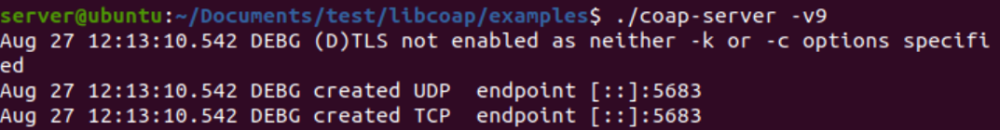 server@ubuntu:~/Documents/test/libcoap/examples$ ./coap-server -v9
Aug 27 12:13:10.542 DEBG (D)TLS not enabled as neither -k or -c options specifi
ed
Aug 27 12:13:10.542 DEBG created UDP  endpoint [::]:5683
Aug 27 12:13:10.542 DEBG created TCP  endpoint [::]:5683